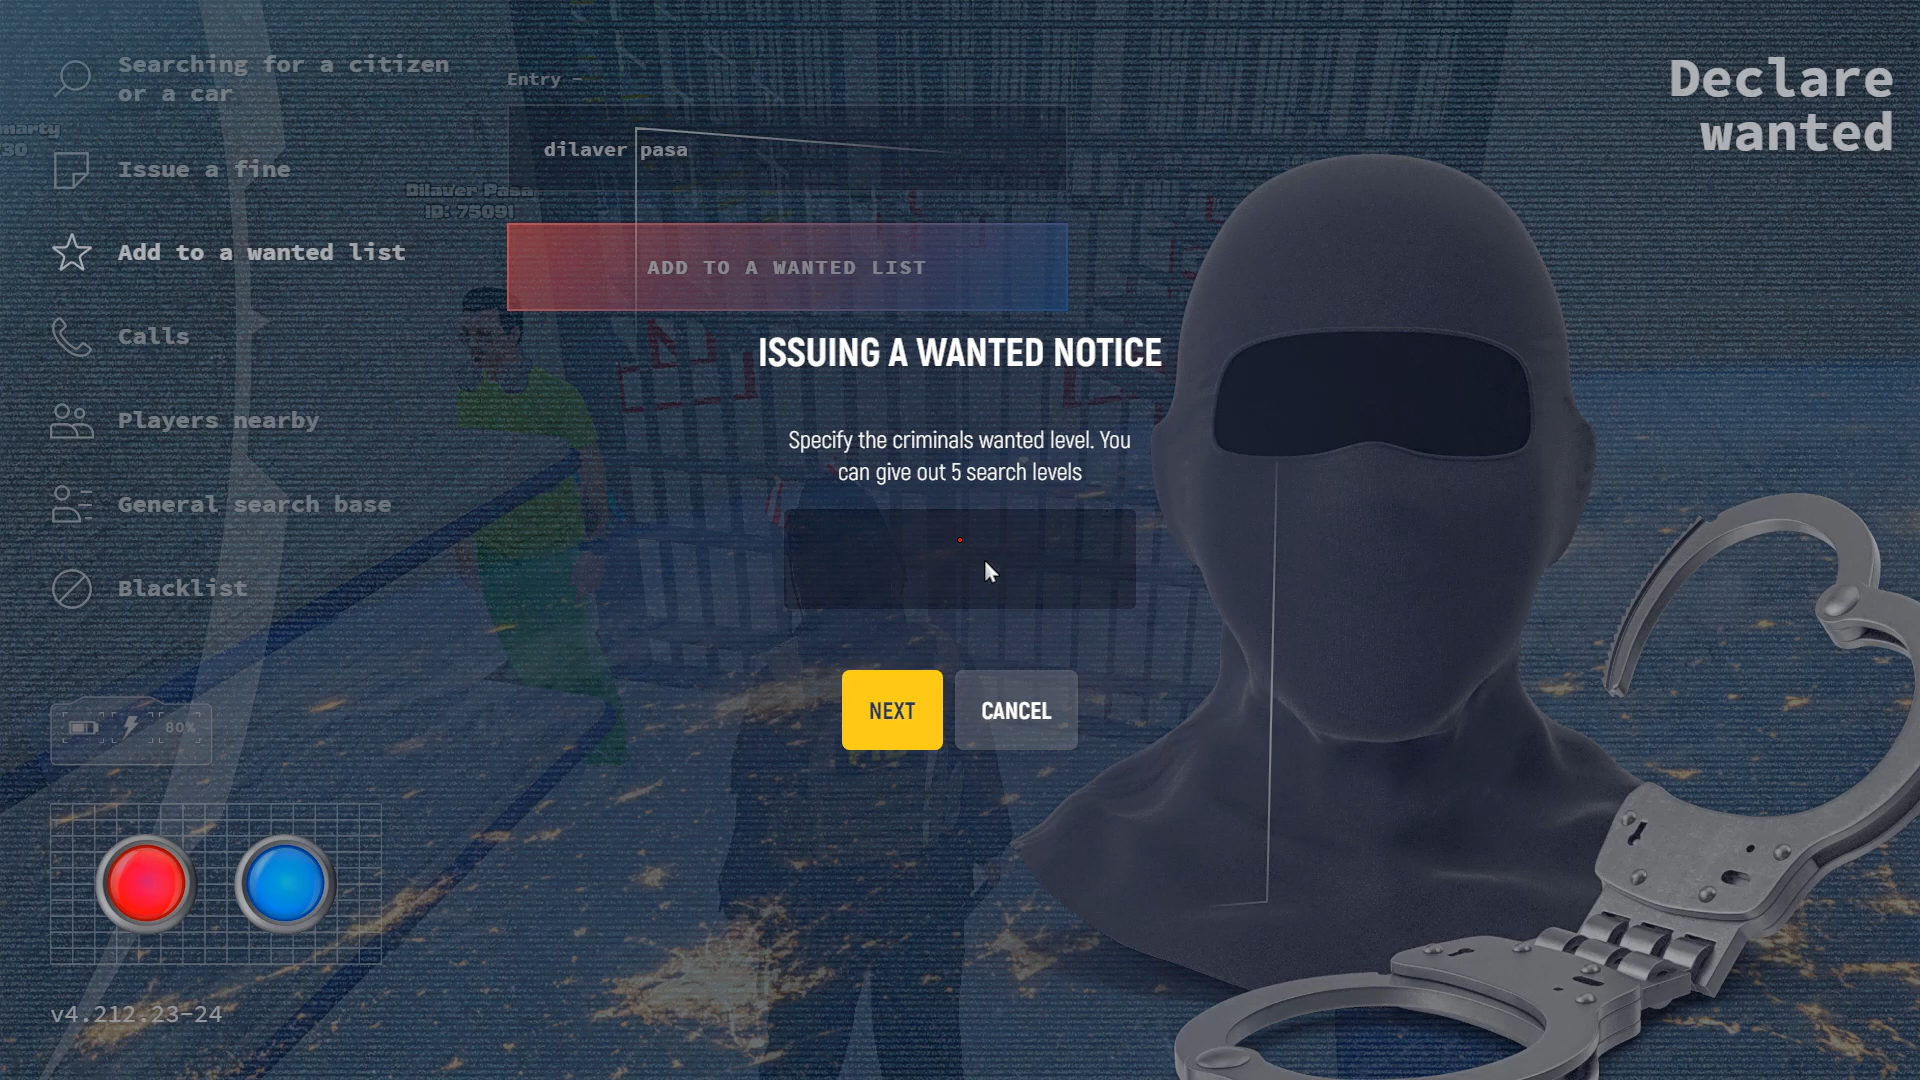 Searching for a citizen
or a car
Issue a fine
Add to a wanted list
Calls
Players nearby
General search base
Blacklist
80%
v4.212.23-24
Entry -
dilaver pasa
Dilaver Pasa
ID: 75091
ADD TO A WANTED LIST
ISSUING A WANTED NOTICE
Specify the criminals wanted level. You
can give out 5 search levels
NEXT
CANCEL
Declare
wanted